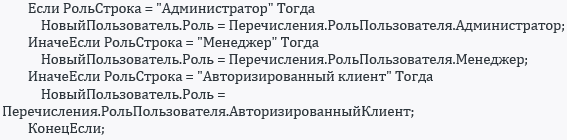 Если РольСтрока = "Администратор" Тогда
НовыйПользователь.Роль = Перечисления.РольПользователя.Администратор;
ИначеЕсли РольСтрока = "Менеджер" Тогда
НовыйПользователь.Роль = Перечисления.РольПользователя.Менеджер;
ИначеЕсли РольСтрока = "Авторизированный клиент" Тогда
НовыйПользователь.Роль =
Перечисления.РольПользователя.АвторизированныйКлиент;
КонецЕсли;